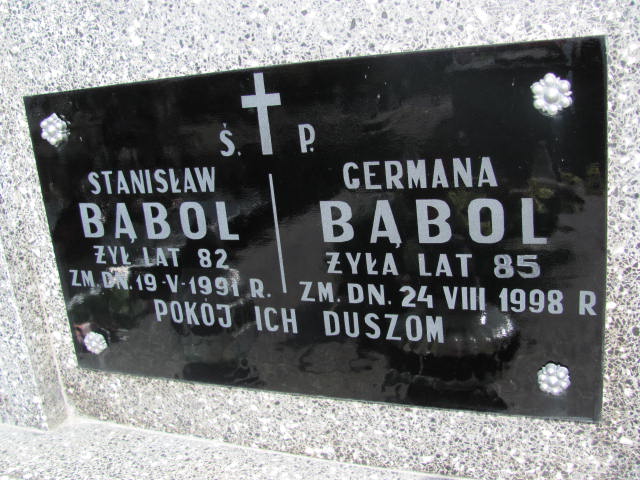 Ś. P.
STANISŁAW
BĄBOL
ŻYŁ LAT 82
ZM. DN. 19-V-1991 R.
GERMANA
BĄBOL
ŻYŁA LAT 85
ZM. DN. 24 VIII 1998 R
POKÓJ ICH DUSZOM